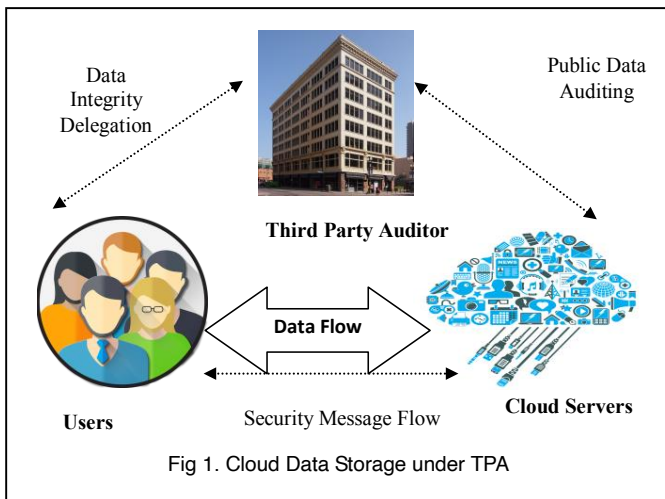 Data
Integrity
Delegation
Public Data
Auditing
Third Party Auditor
NEWS
Data Flow
Users
Security Message Flow
Cloud Servers
Fig 1. Cloud Data Storage under TPA